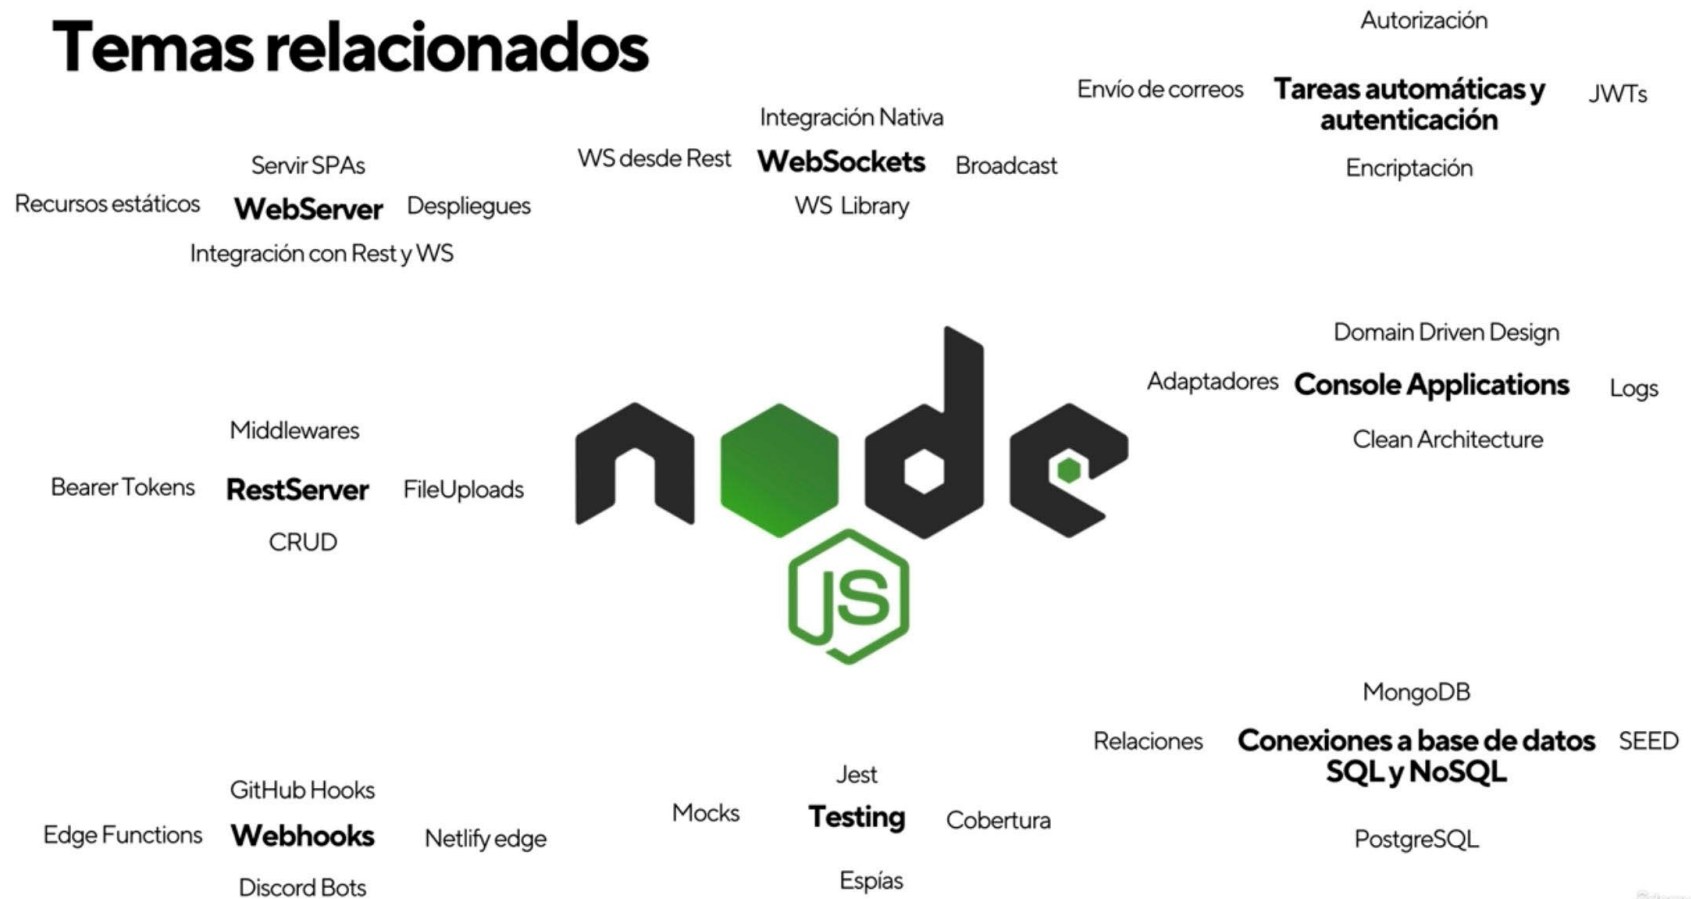 Temas relacionados
Autorización
Envío de correos
Tareas automáticas y
autenticación
JWTs
Encriptación
Integración Nativa
WS desde Rest
WebSockets
Broadcast
WS Library
Servir SPAs
Recursos estáticos
WebServer
Despliegues
Integración con Rest y WS
Domain Driven Design
Adaptadores
Console Applications
Logs
Clean Architecture
Middlewares
Bearer Tokens
RestServer
FileUploads
CRUD
node
JS
MongoDB
Relaciones
Conexiones a base de datos
SQL y NoSQL
SEED
PostgreSQL
GitHub Hooks
Edge Functions
Webhooks
Netlify edge
Discord Bots
Jest
Mocks
Testing
Cobertura
Espías